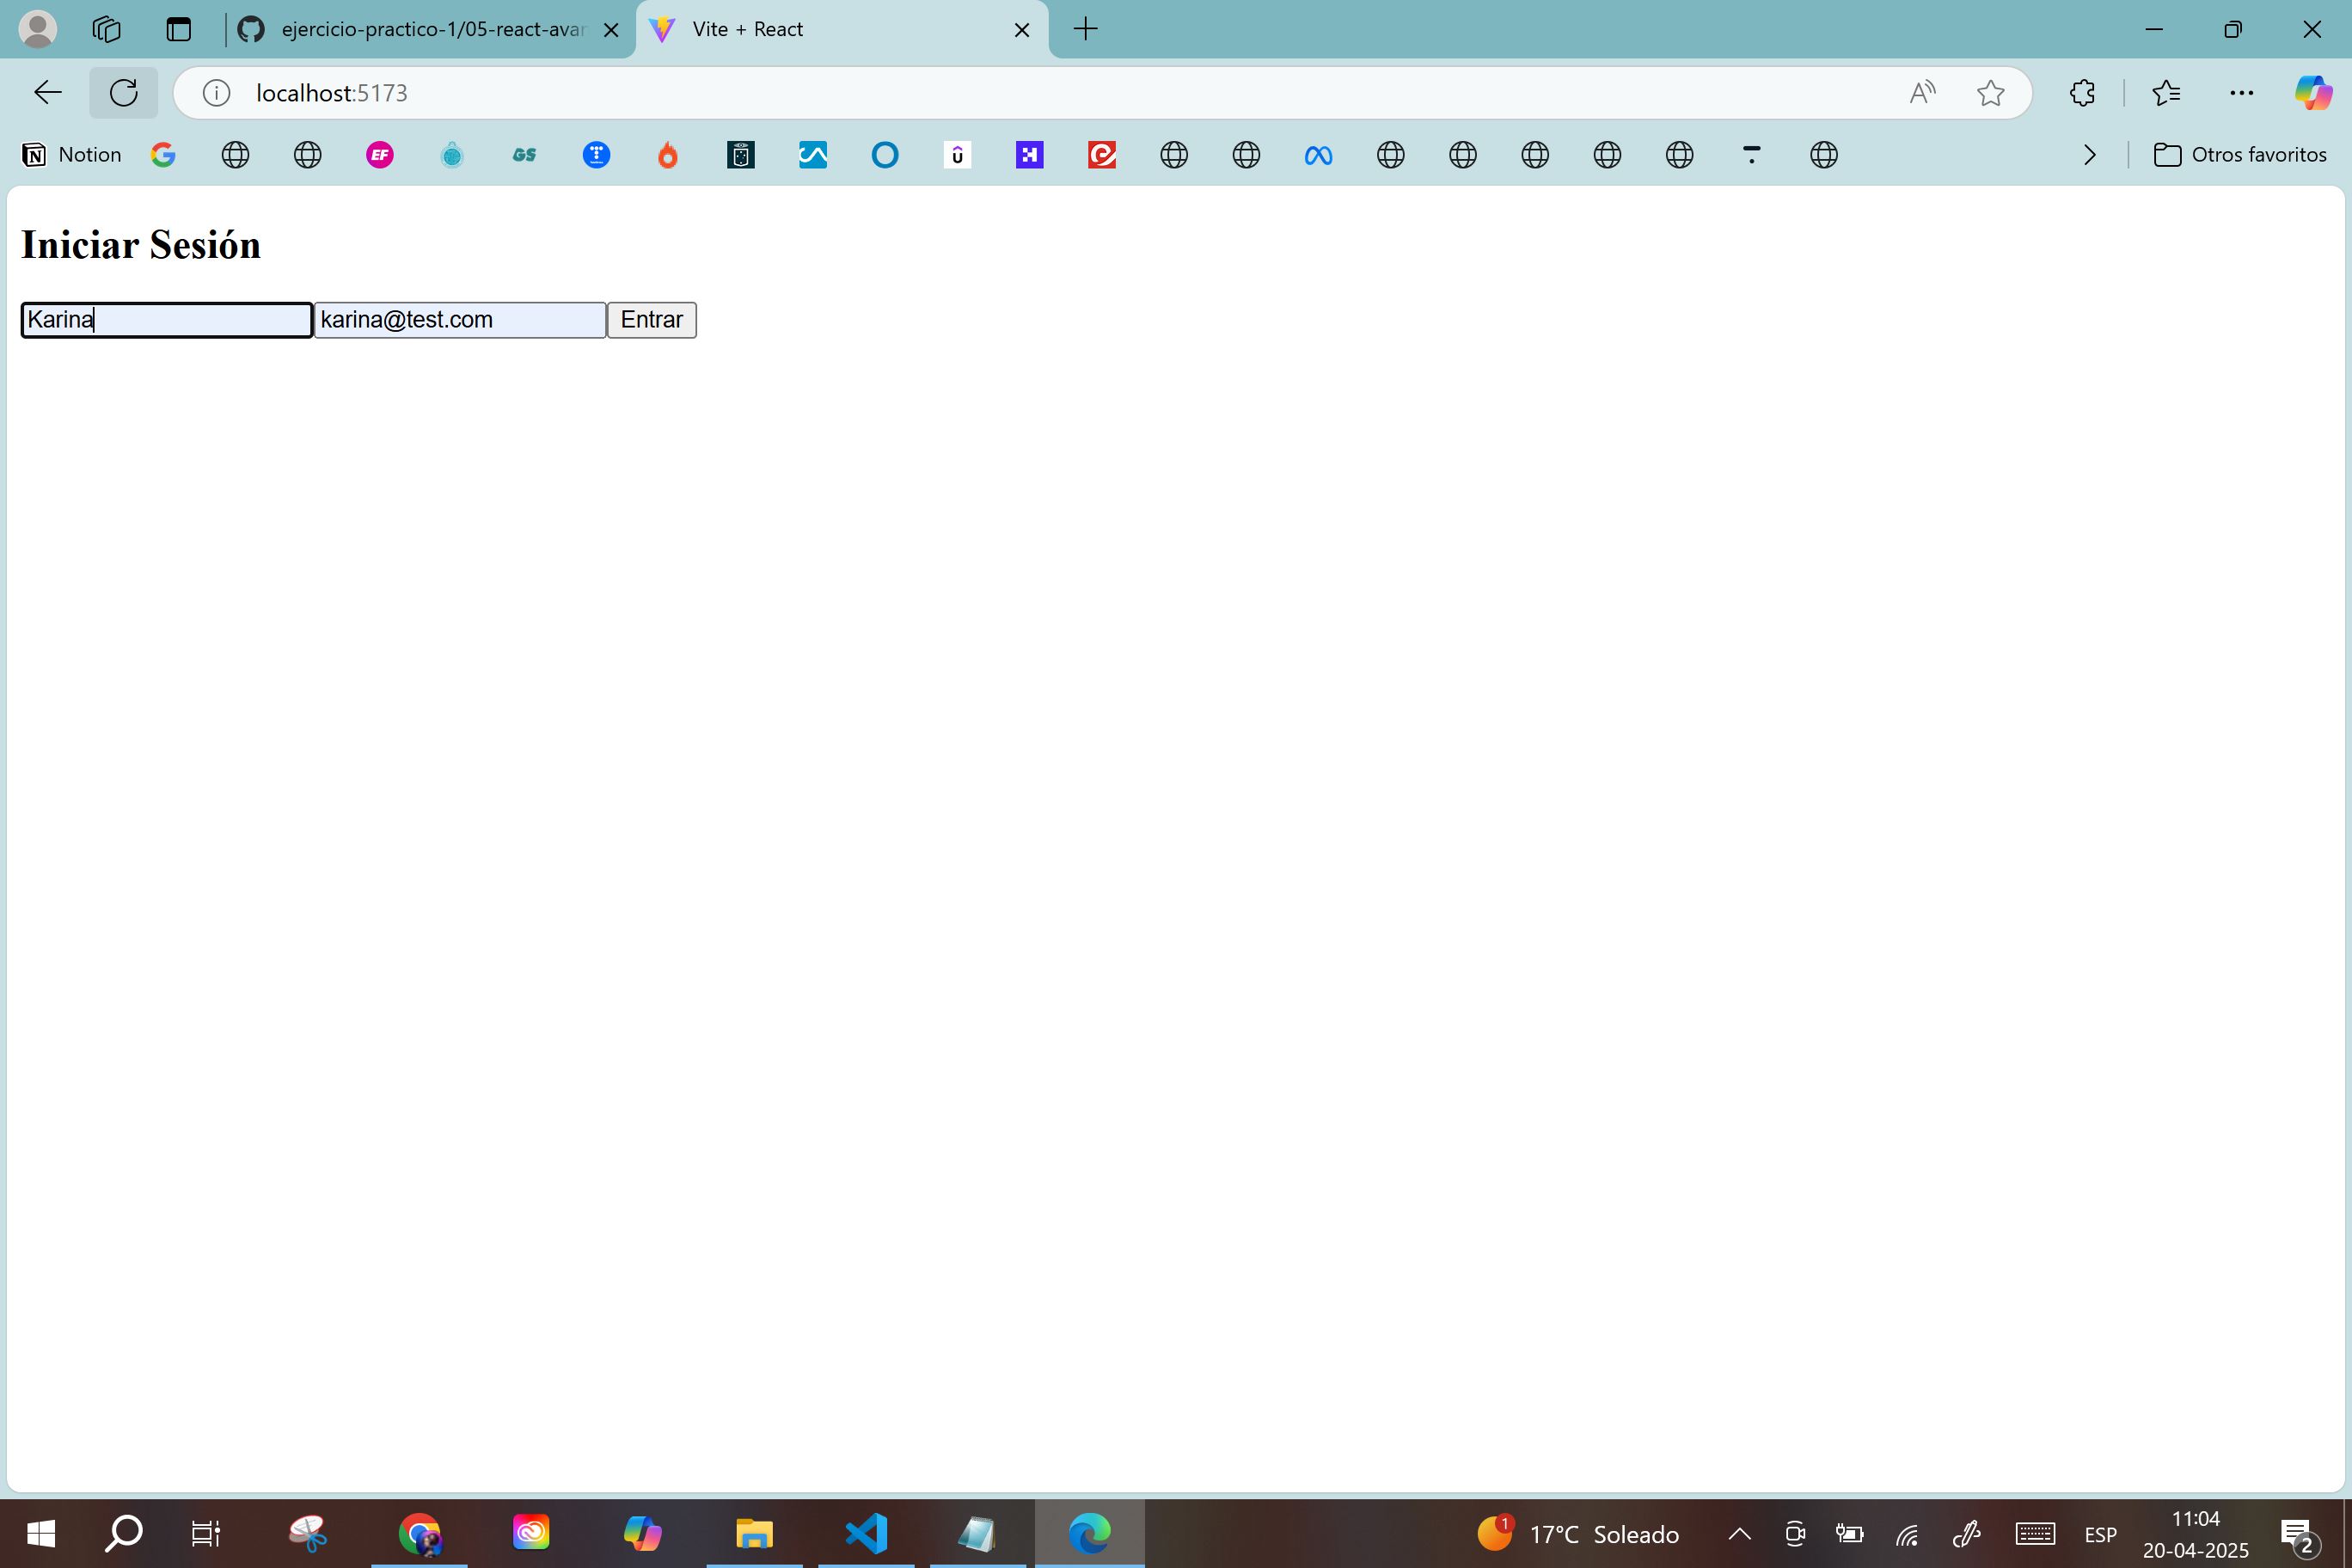 ejercicio-practico-1/05-react-avar
Vite + React
localhost:5173
Notion
EF
GS
Otros favoritos
Iniciar Sesión
Karina karina@test.com Entrar
1
17°C Soleado
ESP
11:04
20-04-2025
2